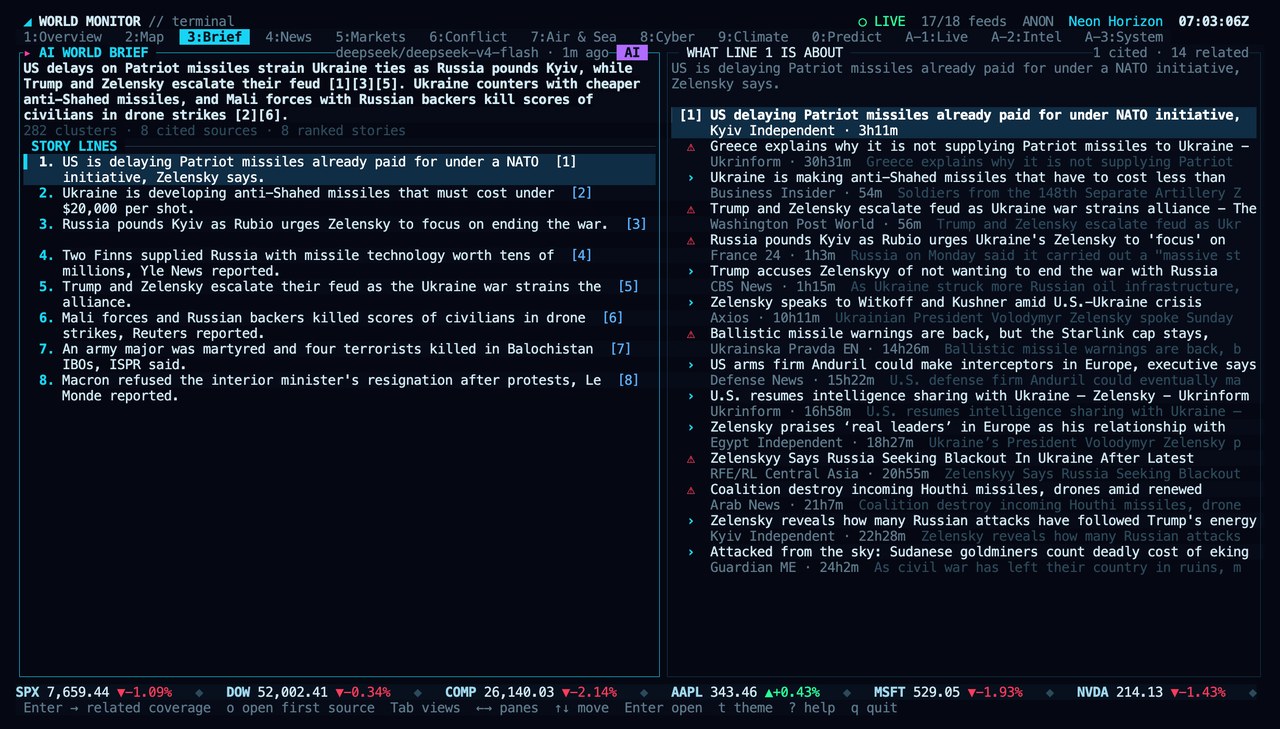 ◢ WORLD MONITOR // terminal
○ LIVE 17/18 feeds ANON Neon Horizon 07:03:06Z
1:Overview 2:Map 3:Brief 4:News 5:Markets 6:Conflict 7:Air & Sea 8:Cyber 9:Climate 0:Predict A-1:Live A-2:Intel A-3:System
▸ AI WORLD BRIEF deepseek/deepseek-v4-flash · 1m ago AI
US delays on Patriot missiles strain Ukraine ties as Russia pounds Kyiv, while
Trump and Zelensky escalate their feud [1][3][5]. Ukraine counters with cheaper
anti-Shahed missiles, and Mali forces with Russian backers kill scores of
civilians in drone strikes [2][6].
282 clusters · 8 cited sources · 8 ranked stories
STORY LINES
1. US is delaying Patriot missiles already paid for under a NATO [1]
initiative, Zelensky says.
2. Ukraine is developing anti-Shahed missiles that must cost under [2]
$20,000 per shot.
3. Russia pounds Kyiv as Rubio urges Zelensky to focus on ending the war. [3]
4. Two Finns supplied Russia with missile technology worth tens of [4]
millions, Yle News reported.
5. Trump and Zelensky escalate their feud as the Ukraine war strains the [5]
alliance.
6. Mali forces and Russian backers killed scores of civilians in drone [6]
strikes, Reuters reported.
7. An army major was martyred and four terrorists killed in Balochistan [7]
IBOs, ISPR said.
8. Macron refused the interior minister's resignation after protests, Le [8]
Monde reported.
WHAT LINE 1 IS ABOUT 1 cited · 14 related
US is delaying Patriot missiles already paid for under a NATO initiative,
Zelensky says.
[1] US delaying Patriot missiles already paid for under NATO initiative,
Kyiv Independent · 3h11m
⚠ Greece explains why it is not supplying Patriot missiles to Ukraine –
Ukrinform · 30h31m Greece explains why it is not supplying Patriot
› Ukraine is making anti-Shahed missiles that have to cost less than
Business Insider · 54m Soldiers from the 148th Separate Artillery Z
⚠ Trump and Zelensky escalate feud as Ukraine war strains alliance – The
Washington Post World · 56m Trump and Zelensky escalate feud as Ukr
⚠ Russia pounds Kyiv as Rubio urges Ukraine's Zelensky to 'focus' on
France 24 · 1h3m Russia on Monday said it carried out a "massive st
› Trump accuses Zelenskyy of not wanting to end the war with Russia
CBS News · 1h15m As Ukraine struck more Russian oil infrastructure,
› Zelensky speaks to Witkoff and Kushner amid U.S.-Ukraine crisis
Axios · 10h11m Ukrainian President Volodymyr Zelensky spoke Sunday
⚠ Ballistic missile warnings are back, but the Starlink cap stays,
Ukrainska Pravda EN · 14h26m Ballistic missile warnings are back, b
› US arms firm Anduril could make interceptors in Europe, executive says
Defense News · 15h22m U.S. defense firm Anduril could eventually ma
› U.S. resumes intelligence sharing with Ukraine – Zelensky – Ukrinform
Ukrinform · 16h58m U.S. resumes intelligence sharing with Ukraine –
› Zelensky praises ‘real leaders’ in Europe as his relationship with
Egypt Independent · 18h27m Ukraine’s President Volodymyr Zelensky p
⚠ Zelenskyy Says Russia Seeking Blackout In Ukraine After Latest
RFE/RL Central Asia · 20h55m Zelenskyy Says Russia Seeking Blackout
⚠ Coalition destroy incoming Houthi missiles, drones amid renewed
Arab News · 21h7m Coalition destroy incoming Houthi missiles, drone
› Zelensky reveals how many Russian attacks have followed Trump's energy
Kyiv Independent · 22h28m Zelensky reveals how many Russian attacks
› Attacked from the sky: Sudanese goldminers count deadly cost of eking
Guardian ME · 24h2m As civil war has left their country in ruins, m
SPX 7,659.44 ▼-1.09% ◆ DOW 52,002.41 ▼-0.34% ◆ COMP 26,140.03 ▼-2.14% ◆ AAPL 343.46 ▲+0.43% ◆ MSFT 529.05 ▼-1.93% ◆ NVDA 214.13 ▼-1.43% ◆
Enter → related coverage o open first source Tab views ←→ panes ↑↓ move Enter open t theme ? help q quit